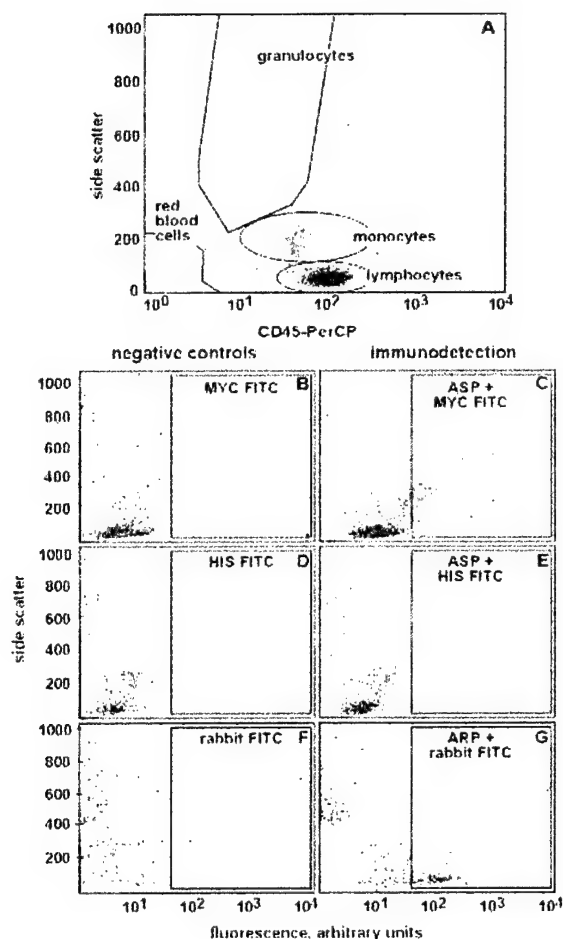 1000
A
granulocytes
800
side scatter
600
400
red
blood
cells
200
monocytes
lymphocytes
0
10⁰ 10¹ 10² 10³ 10⁴
CD45-PerCP
negative controls immunodetection
1000 MYC FITC B ASP + C
MYC FITC
800
600
400
200
1000 HIS FITC D ASP + E
HIS FITC
800
600
side scatter
400
200
1000 rabbit FITC F ARP + G
rabbit FITC
800
600
400
200
10¹ 10² 10³ 10⁴ 10¹ 10² 10³ 10⁴
fluorescence, arbitrary units